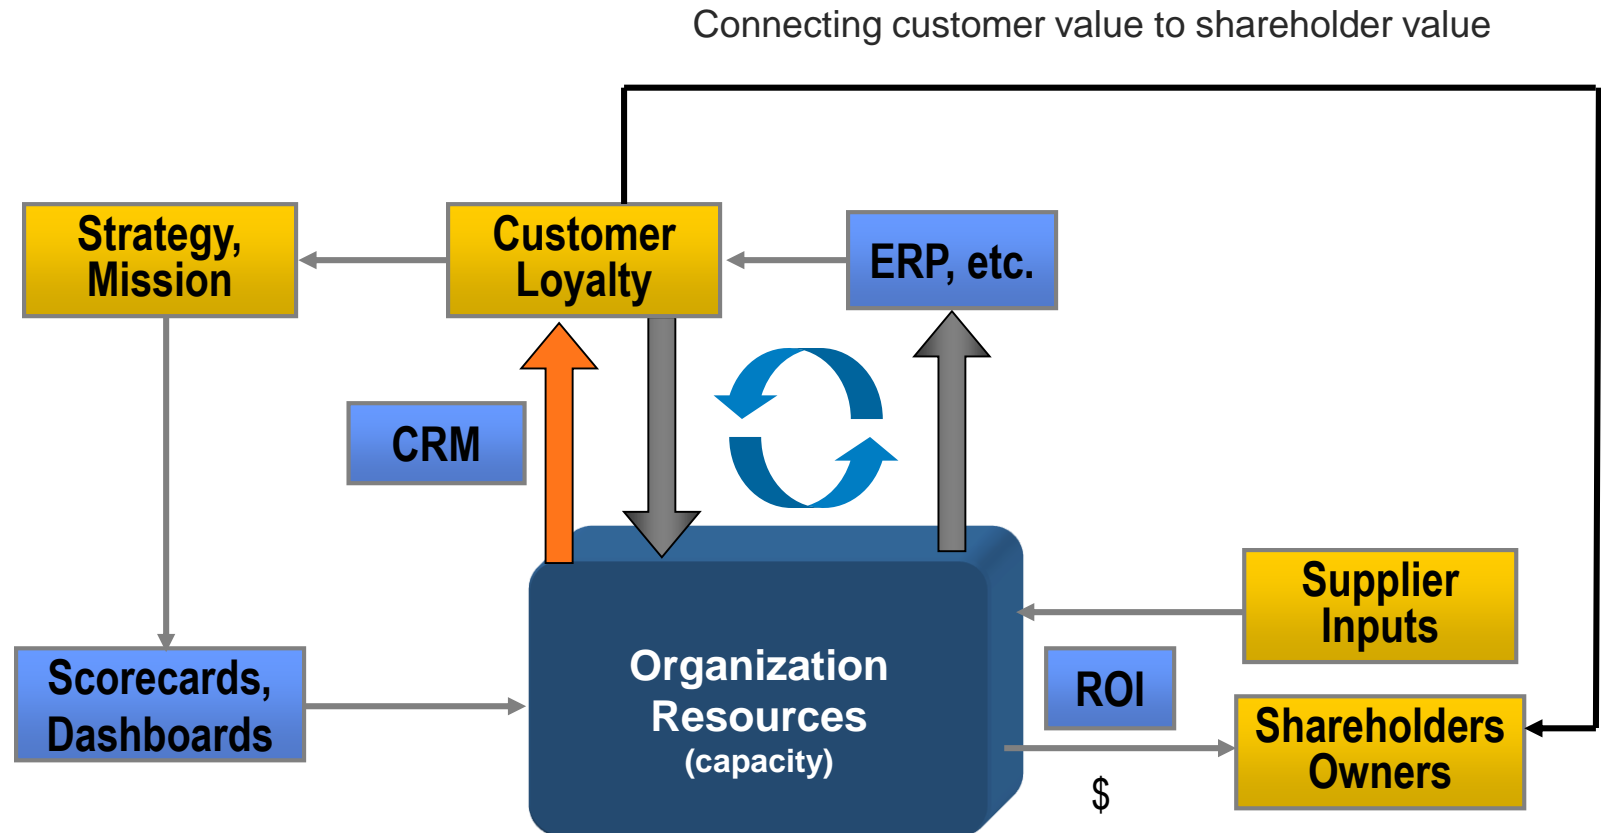 Connecting customer value to shareholder value
Strategy,
Mission
Customer
Loyalty
ERP, etc.
CRM
Scorecards,
Dashboards
Organization
Resources
(capacity)
Supplier
Inputs
ROI
Shareholders
Owners
$